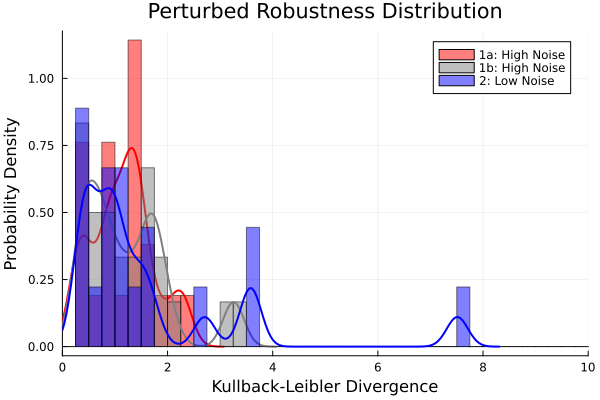 Perturbed Robustness Distribution
1a: High Noise
1b: High Noise
2: Low Noise
Probability Density
1.00
0.75
0.50
0.25
0.00
0
2
4
6
8
10
Kullback-Leibler Divergence